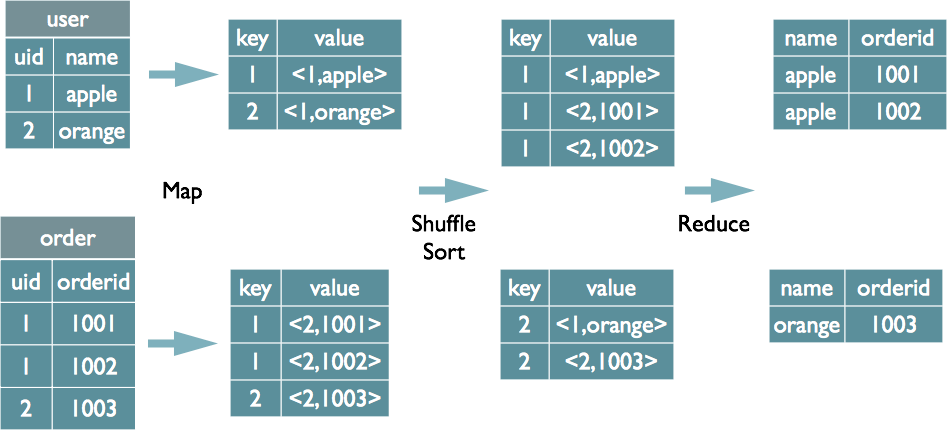 user
uid name
1 apple
2 orange
order
uid orderid
1 1001
1 1002
2 1003
Map
key value
1 <1,apple>
2 <1,orange>
key value
1 <2,1001>
1 <2,1002>
2 <2,1003>
Shuffle
Sort
key value
1 <1,apple>
1 <2,1001>
1 <2,1002>
key value
2 <1,orange>
2 <2,1003>
Reduce
name orderid
apple 1001
apple 1002
name orderid
orange 1003